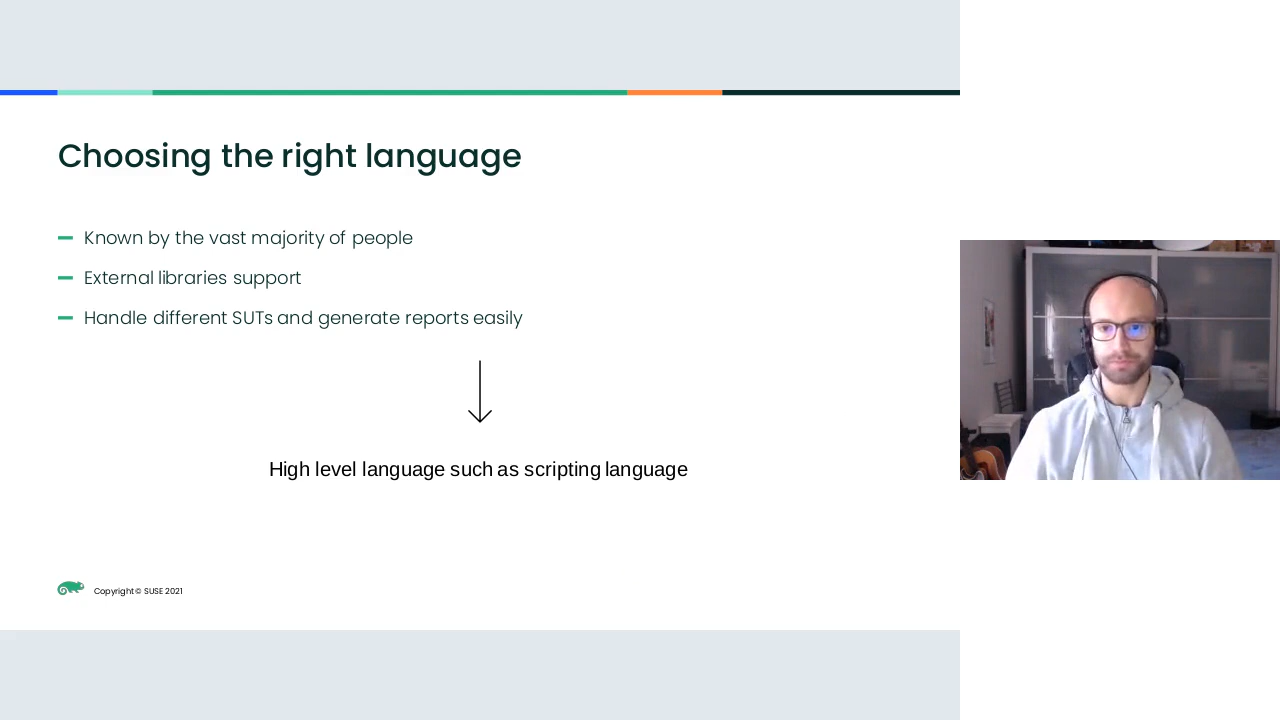 Choosing the right language
Known by the vast majority of people
External libraries support
Handle different SUTs and generate reports easily
High level language such as scripting language
Copyright © SUSE 2021